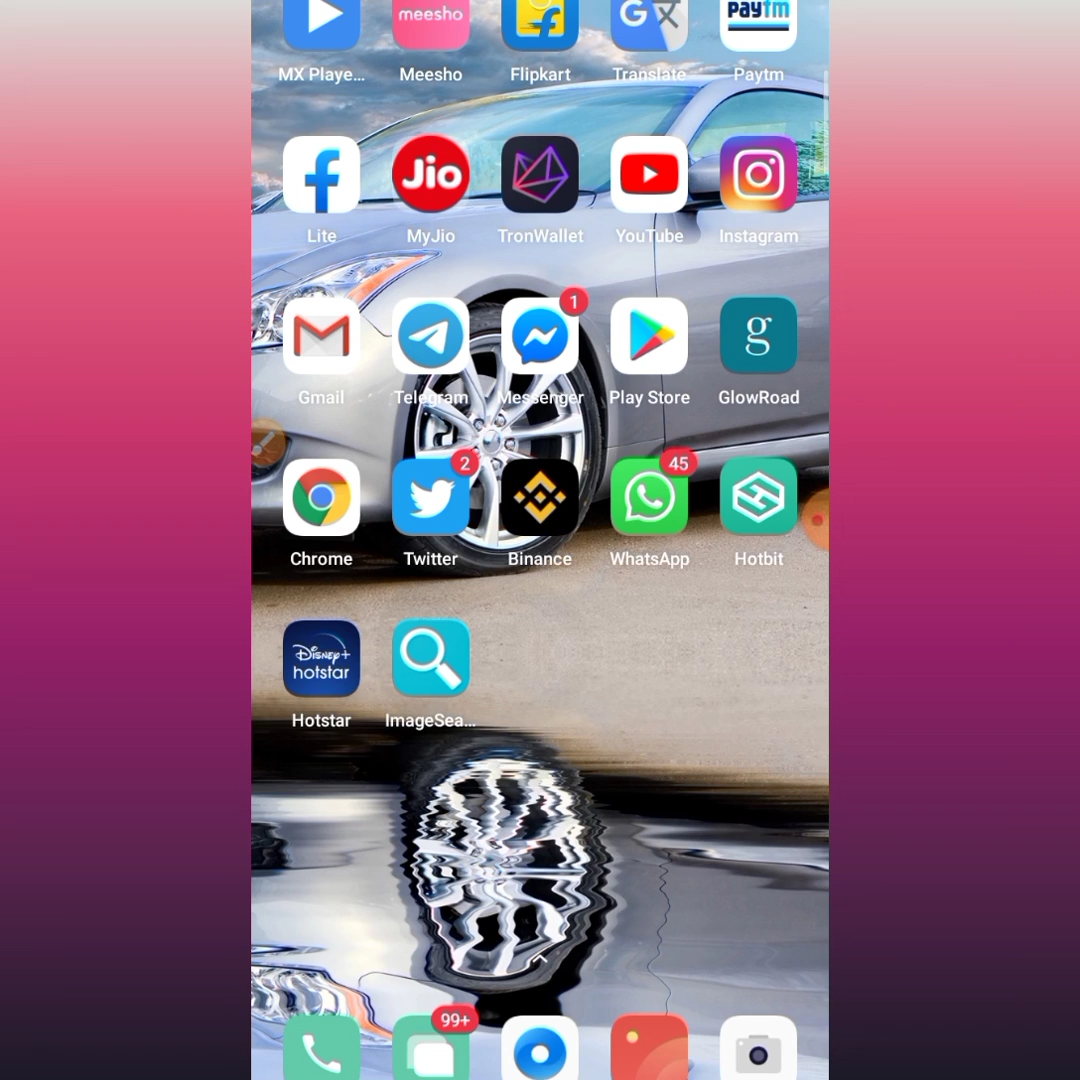 meesho
G
paytm
MX Playe...
Meesho
Flipkart
Translate
Paytm
Jio
Lite
MyJio
TronWallet
YouTube
Instagram
1
g
Gmail
Telegram
Messenger
Play Store
GlowRoad
2
45
Chrome
Twitter
Binance
WhatsApp
Hotbit
Disney+
hotstar
Hotstar
ImageSea...
99+